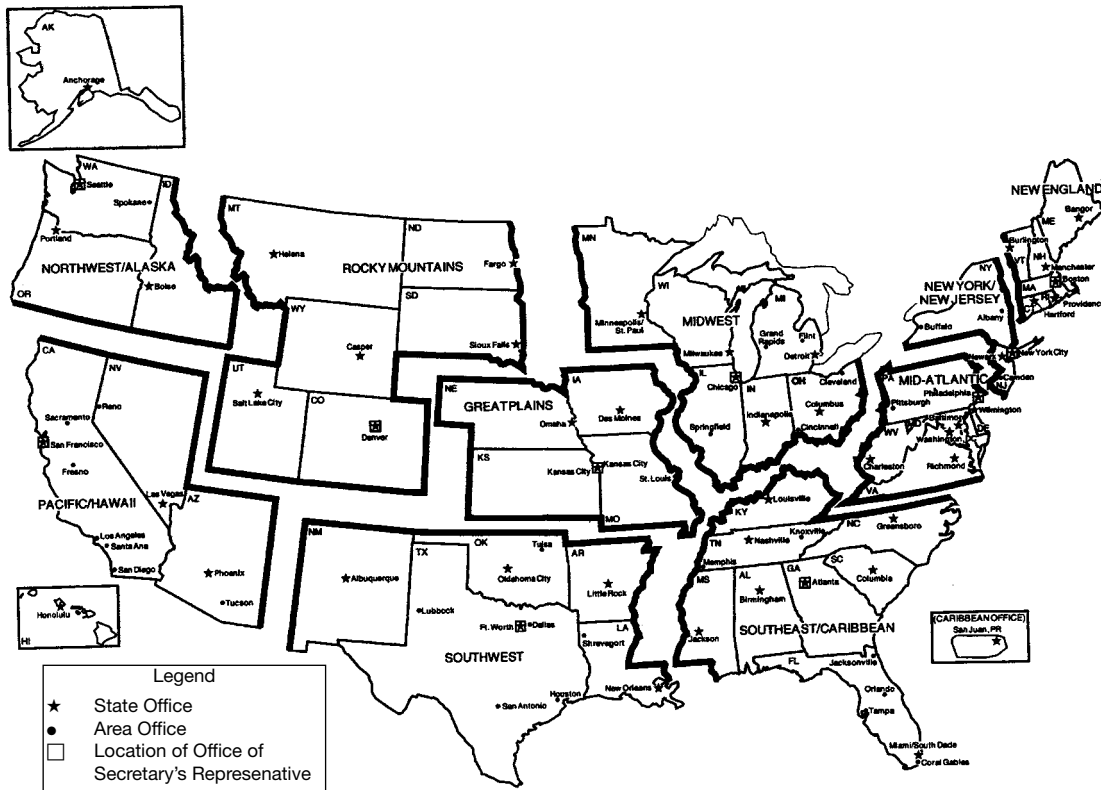 AK
Anchorage
WA
Seattle
Spokane
ID
Portland
NORTHWEST/ALASKA
Boise
OR
MT
Helena
ND
ROCKY MOUNTAINS
Fargo
SD
WY
Casper
Sioux Falls
MN
Minneapolis/
St. Paul
WI
MIDWEST
MI
Grand
Rapids
Flint
Milwaukee
Detroit
IL
Chicago
IN
OH
Cleveland
Springfield
Indianapolis
Columbus
Cincinnati
NEW ENGLAND
ME
Bangor
Burlington
VT
NH
Manchester
MA
Boston
RI
Providence
Hartford
NY
NEW YORK/
NEW JERSEY
Albany
Buffalo
Newark
New York City
Camden
NJ
PA
MID-ATLANTIC
Philadelphia
Pittsburgh
Wilmington
MD
Baltimore
DE
WV
Washington
DC
Charleston
Richmond
VA
CA
NV
Reno
Sacramento
San Francisco
Fresno
PACIFIC/HAWAII
Las Vegas
AZ
Los Angeles
Santa Ana
San Diego
Phoenix
Tucson
Honolulu
HI
UT
Salt Lake City
CO
Denver
NE
GREAT PLAINS
Omaha
IA
Des Moines
KS
Kansas City
Kansas City
St. Louis
MO
NM
Albuquerque
TX
OK
Tulsa
Oklahoma City
AR
Little Rock
Lubbock
Ft. Worth
Dallas
LA
Shreveport
SOUTHWEST
New Orleans
Houston
San Antonio
KY
Louisville
TN
Nashville
Knoxville
Memphis
NC
Greensboro
SC
Columbia
MS
Jackson
AL
Birmingham
GA
Atlanta
SOUTHEAST/CARIBBEAN
FL
Jacksonville
Orlando
Tampa
Miami/South Dade
Coral Gables
(CARIBBEAN OFFICE)
San Juan, PR
Legend
★ State Office
● Area Office
□ Location of Office of
Secretary's Represenative